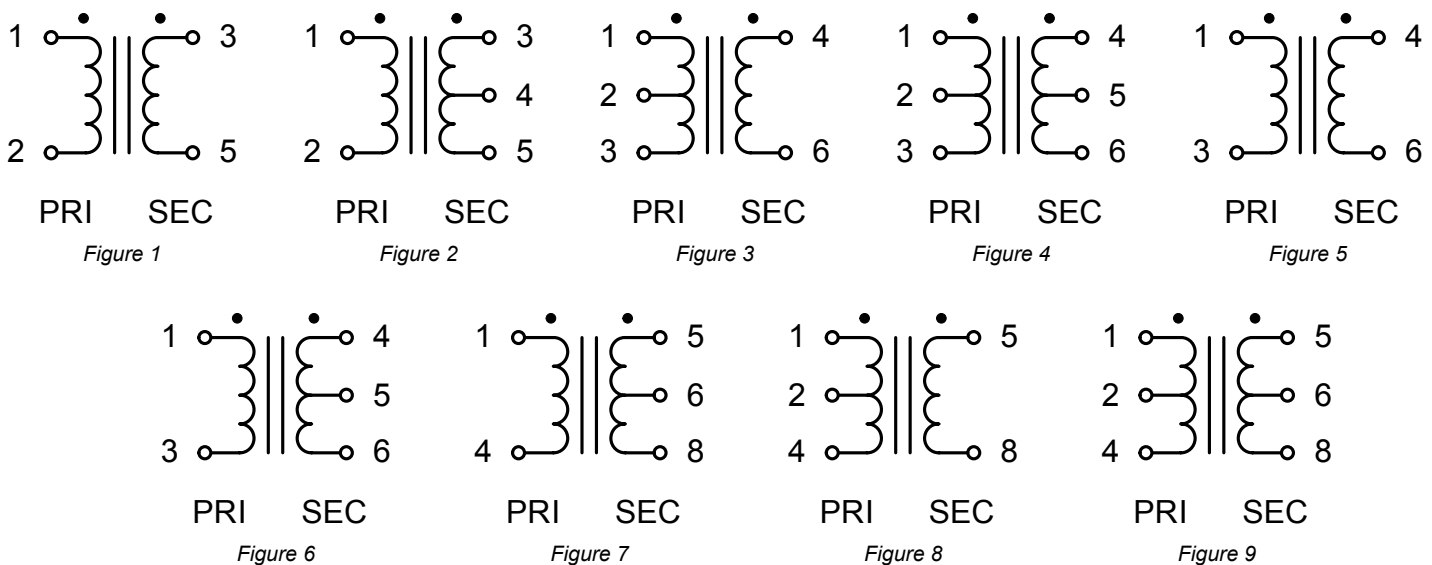 1 3 1 3 1 4 1 4 1 4
4 2 2 5
2 5 2 5 3 6 3 6 3 6
PRI SEC PRI SEC PRI SEC PRI SEC PRI SEC
Figure 1 Figure 2 Figure 3 Figure 4 Figure 5
1 4 1 5 1 5 1 5
5 6 2 2 6
3 6 4 8 4 8 4 8
PRI SEC PRI SEC PRI SEC PRI SEC
Figure 6 Figure 7 Figure 8 Figure 9